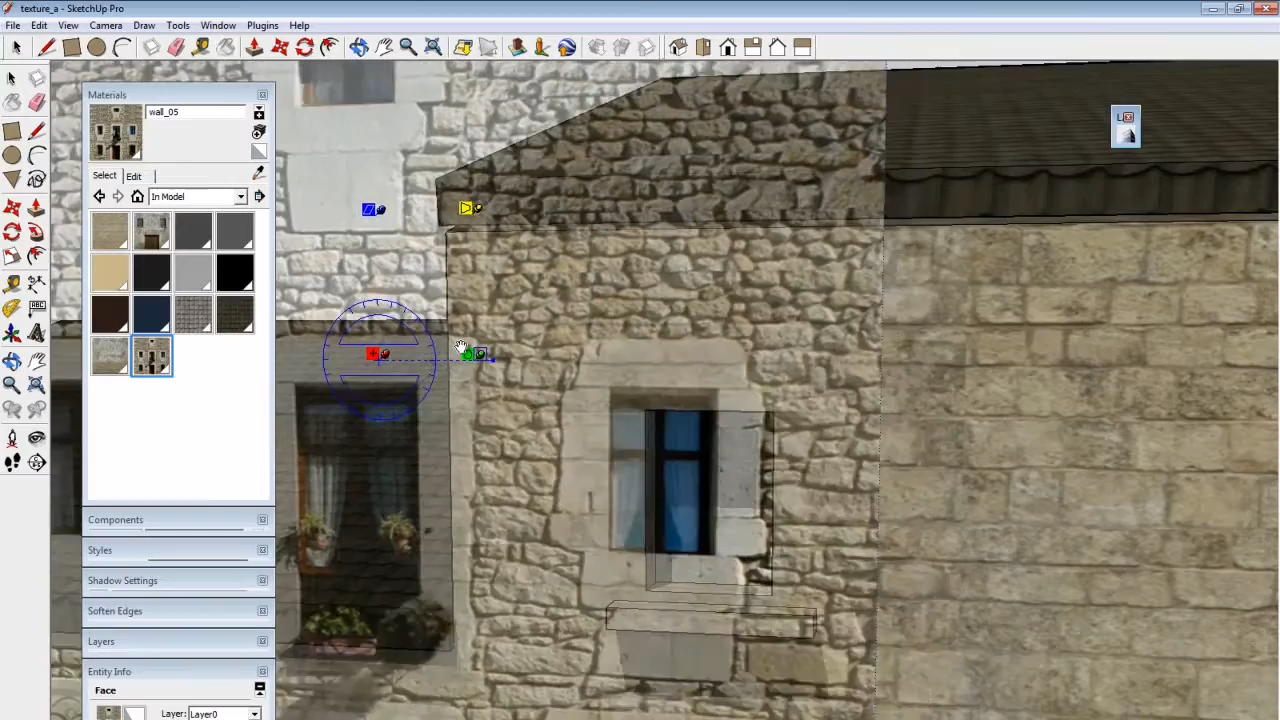 texture_a - SketchUp Pro
File Edit View Camera Draw Tools Window Plugins Help
Materials
wall_05
Select Edit
In Model
Components
Styles
Shadow Settings
Soften Edges
Layers
Entity Info
Face
Layer: Layer0
ABC
L